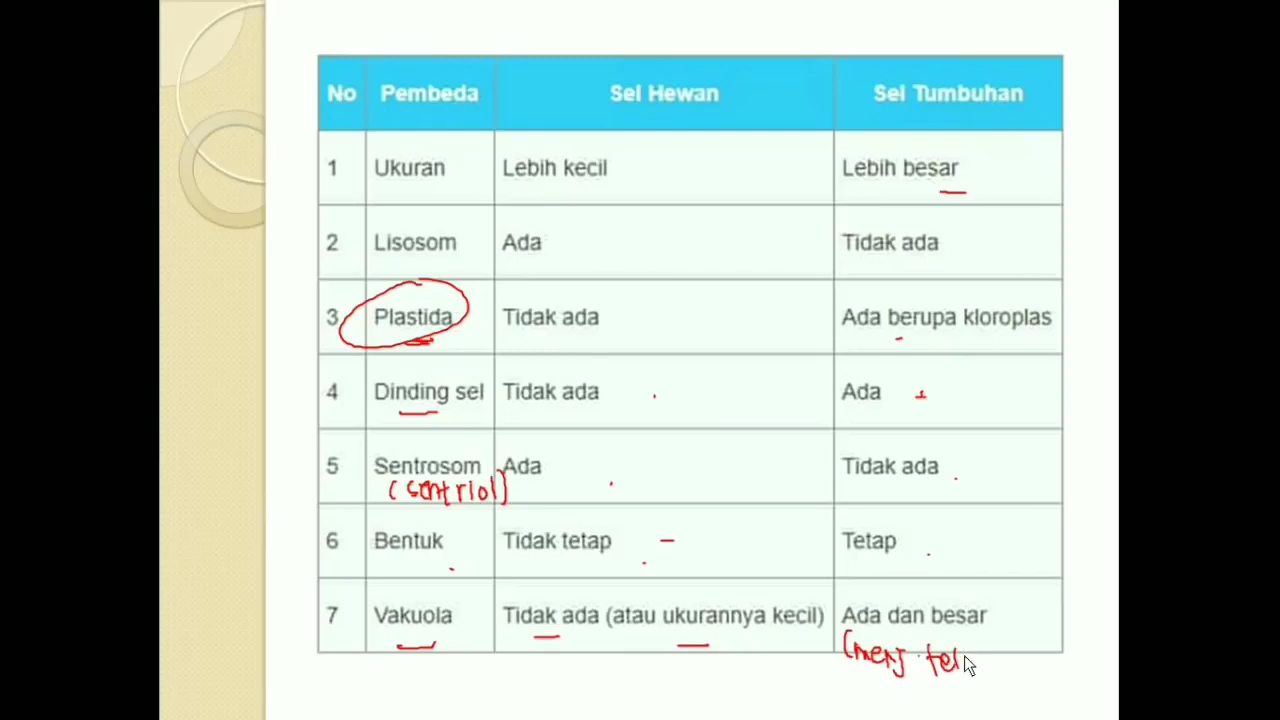 No Pembeda Sel Hewan Sel Tumbuhan
1 Ukuran Lebih kecil Lebih besar
2 Lisosom Ada Tidak ada
3 Plastida Tidak ada Ada berupa kloroplas
4 Dinding sel Tidak ada Ada
5 Sentrosom Ada Tidak ada
(sentriol)
6 Bentuk Tidak tetap Tetap
7 Vakuola Tidak ada (atau ukurannya kecil) Ada dan besar